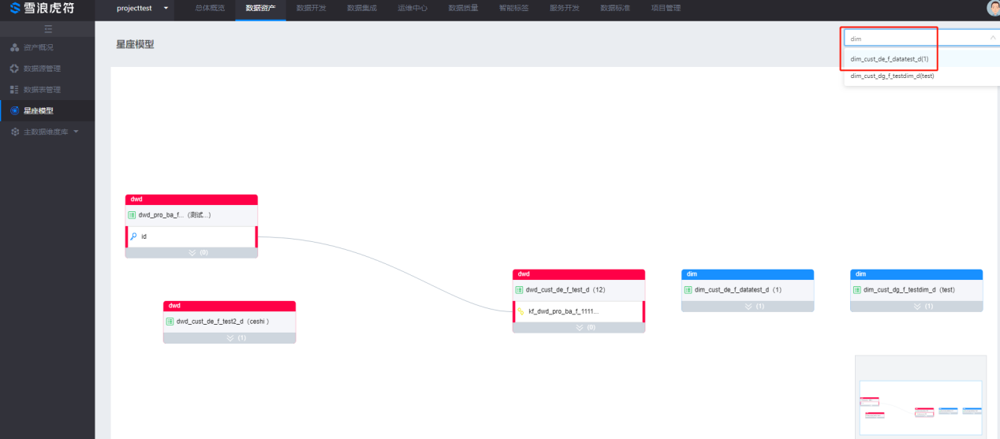 雪浪虎符
projecttest
总体概览
数据资产
数据开发
数据集成
运维中心
数据质量
智能标签
服务开发
数据标准
项目管理
资产概况
数据源管理
数据表管理
星座模型
主数据维度库
星座模型
dim
dim_cust_de_f_datatest_d(1)
dim_cust_dg_f_testdim_d(test)
dwd
dwd_pro_ba_f... (测试...)
id
(0)
dwd
dwd_cust_de_f_test2_d (ceshi )
(1)
dwd
dwd_cust_de_f_test_d (12)
kf_dwd_pro_ba_f_1111...
(0)
dim
dim_cust_de_f_datatest_d (1)
(1)
dim
dim_cust_dg_f_testdim_d (test)
(1)